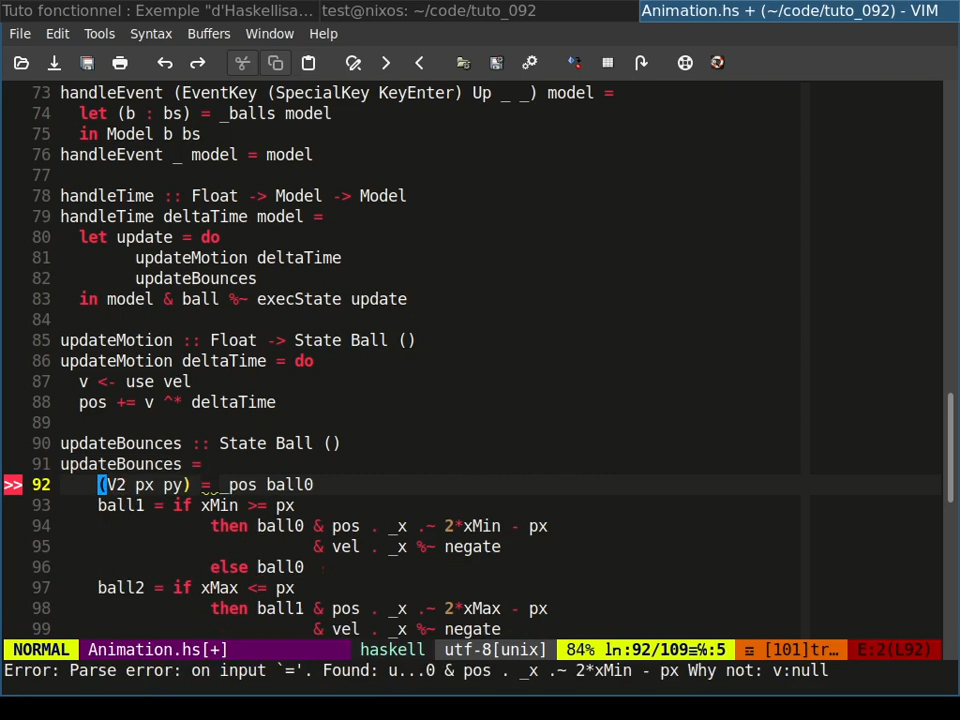 Tuto fonctionnel : Exemple "d'Haskellisa...
test@nixos: ~/code/tuto_092
Animation.hs + (~/code/tuto_092) - VIM
File Edit Tools Syntax Buffers Window Help
73 handleEvent (EventKey (SpecialKey KeyEnter) Up _ _) model =
74   let (b : bs) = _balls model
75   in Model b bs
76 handleEvent _ model = model
77
78 handleTime :: Float -> Model -> Model
79 handleTime deltaTime model =
80   let update = do
81         updateMotion deltaTime
82         updateBounces
83   in model & ball %~ execState update
84
85 updateMotion :: Float -> State Ball ()
86 updateMotion deltaTime = do
87   v <- use vel
88   pos += v ^* deltaTime
89
90 updateBounces :: State Ball ()
91 updateBounces =
>> 92     (V2 px py) = _pos ball0
93     ball1 = if xMin >= px
94                 then ball0 & pos . _x .~ 2*xMin - px
95                            & vel . _x %~ negate
96                 else ball0
97     ball2 = if xMax <= px
98                 then ball1 & pos . _x .~ 2*xMax - px
99                            & vel . _x %~ negate
NORMAL Animation.hs[+] haskell utf-8[unix] 84% ln:92/109≡℅:5 ☲ [101]tr… E:2(L92)
Error: Parse error: on input `='. Found: u...0 & pos . _x .~ 2*xMin - px Why not: v:null